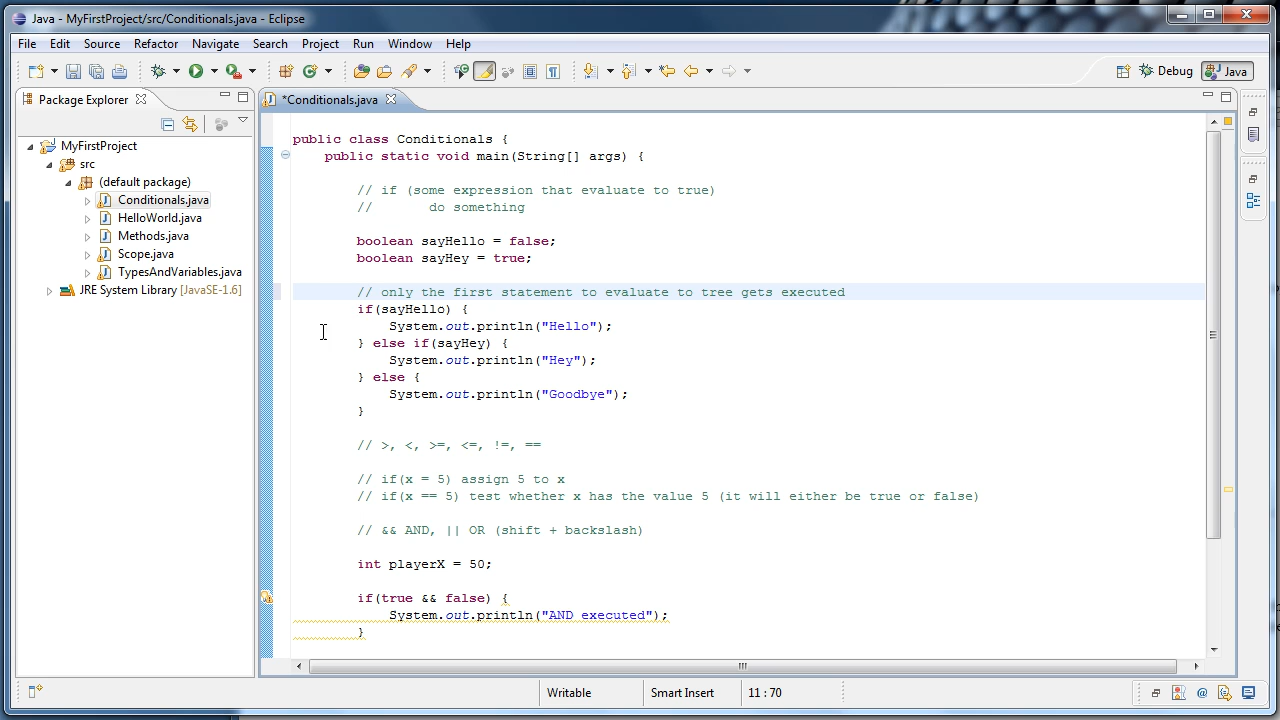 Java - MyFirstProject/src/Conditionals.java - Eclipse
File Edit Source Refactor Navigate Search Project Run Window Help
Debug Java
Package Explorer
*Conditionals.java
MyFirstProject
src
(default package)
Conditionals.java
HelloWorld.java
Methods.java
Scope.java
TypesAndVariables.java
JRE System Library [JavaSE-1.6]
public class Conditionals {
public static void main(String[] args) {
// if (some expression that evaluate to true)
// do something
boolean sayHello = false;
boolean sayHey = true;
// only the first statement to evaluate to tree gets executed
if(sayHello) {
System.out.println("Hello");
} else if(sayHey) {
System.out.println("Hey");
} else {
System.out.println("Goodbye");
}
// >, <, >=, <=, !=, ==
// if(x = 5) assign 5 to x
// if(x == 5) test whether x has the value 5 (it will either be true or false)
// && AND, || OR (shift + backslash)
int playerX = 50;
if(true && false) {
System.out.println("AND executed");
}
Writable Smart Insert 11 : 70